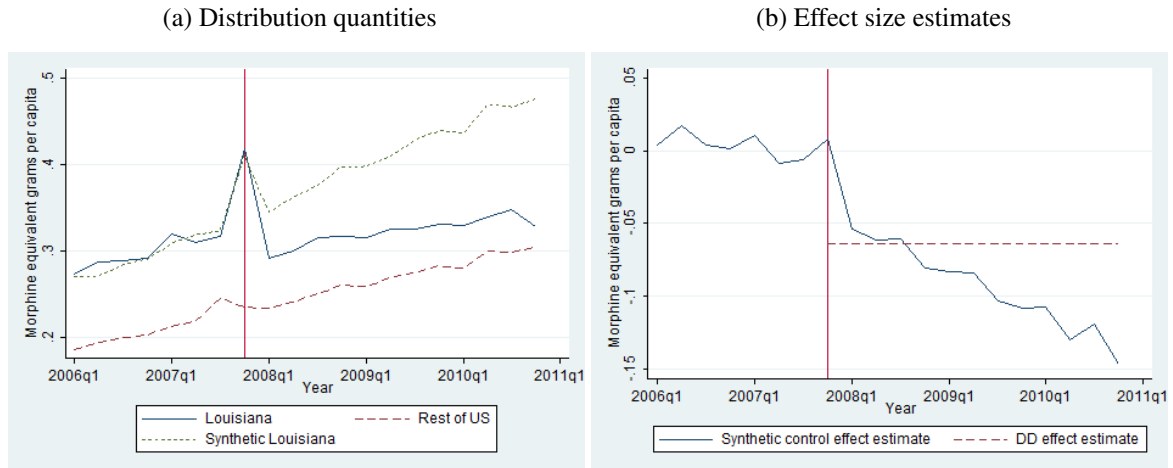 (a) Distribution quantities
Morphine equivalent grams per capita
.5
.4
.3
.2
2006q1 2007q1 2008q1 2009q1 2010q1 2011q1
Year
Louisiana Rest of US
Synthetic Louisiana
(b) Effect size estimates
Morphine equivalent grams per capita
.05
0
-.05
-.1
-.15
2006q1 2007q1 2008q1 2009q1 2010q1 2011q1
Year
Synthetic control effect estimate DD effect estimate